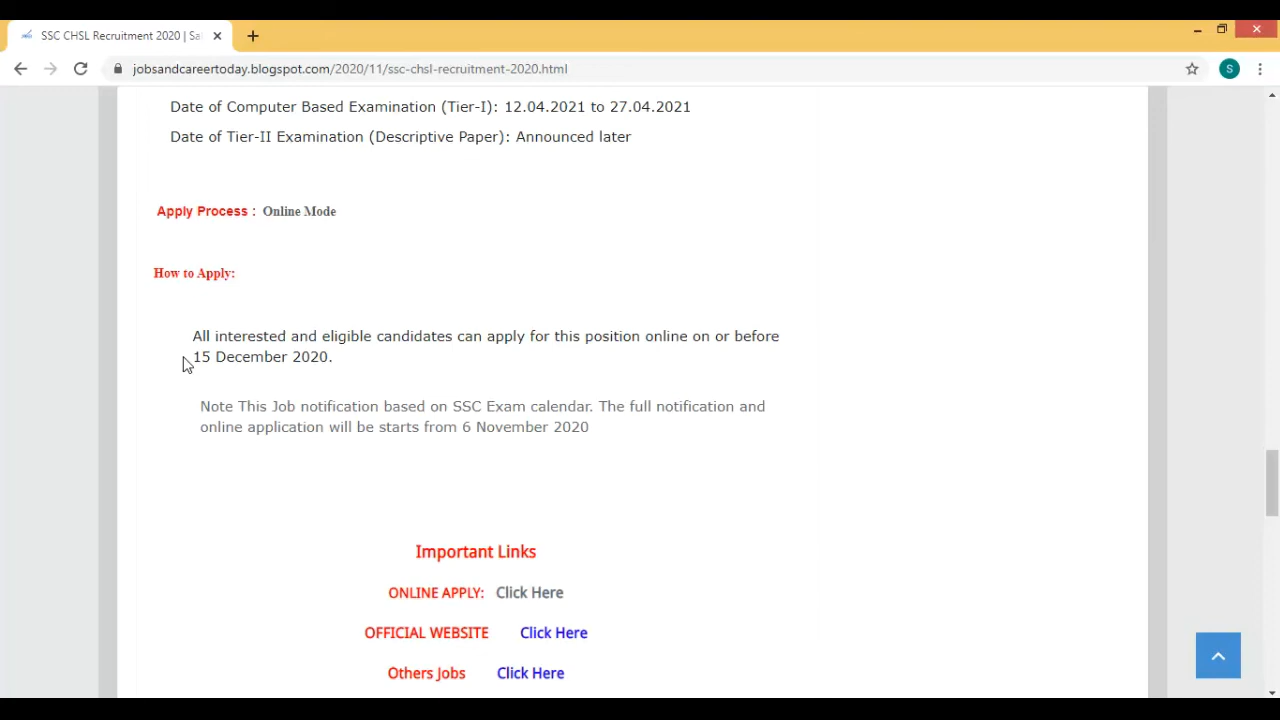 SSC CHSL Recruitment 2020 | Sa
jobsandcareertoday.blogspot.com/2020/11/ssc-chsl-recruitment-2020.html
S
Date of Computer Based Examination (Tier-I): 12.04.2021 to 27.04.2021
Date of Tier-II Examination (Descriptive Paper): Announced later
Apply Process : Online Mode
How to Apply:
All interested and eligible candidates can apply for this position online on or before
15 December 2020.
Note This Job notification based on SSC Exam calendar. The full notification and
online application will be starts from 6 November 2020
Important Links
ONLINE APPLY: Click Here
OFFICIAL WEBSITE Click Here
Others Jobs Click Here